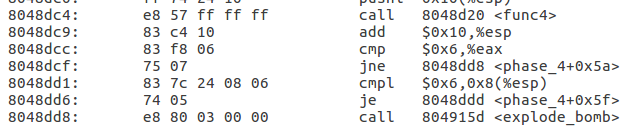 8048dc4: e8 57 ff ff ff call 8048d20 <func4>
8048dc9: 83 c4 10 add $0x10,%esp
8048dcc: 83 f8 06 cmp $0x6,%eax
8048dcf: 75 07 jne 8048dd8 <phase_4+0x5a>
8048dd1: 83 7c 24 08 06 cmpl $0x6,0x8(%esp)
8048dd6: 74 05 je 8048ddd <phase_4+0x5f>
8048dd8: e8 80 03 00 00 call 804915d <explode_bomb>